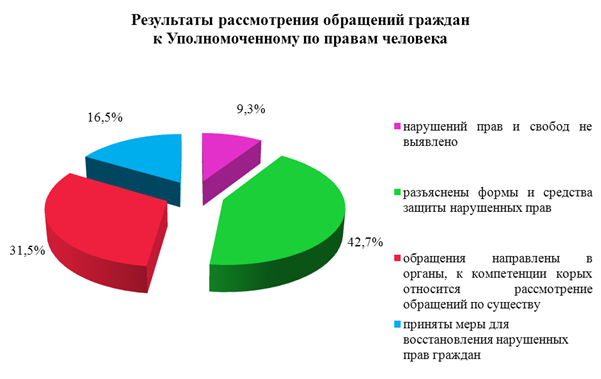 Результаты рассмотрения обращений граждан
к Уполномоченному по правам человека
9,3%
16,5%
42,7%
31,5%
нарушений прав и свобод не
выявлено
разъяснены формы и средства
защиты нарушенных прав
обращения направлены в
органы, к компетенции корых
относится рассмотрение
обращений по существу
приняты меры для
восстановления нарушенных
прав граждан